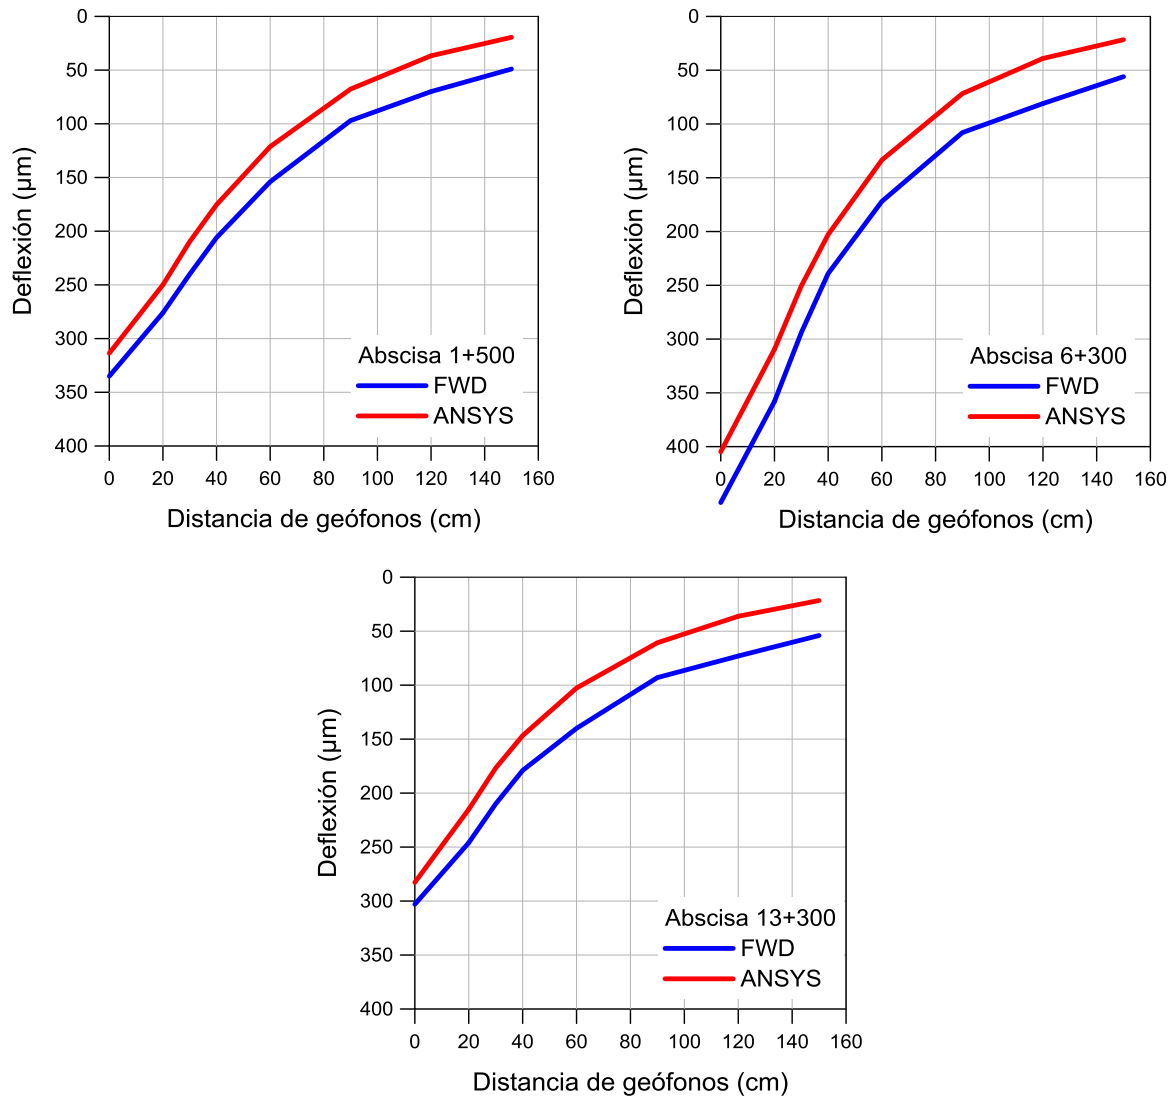 0
50
100
150
200
250
300
350
400
Deflexión (µm)
Abscisa 1+500
FWD
ANSYS
0 20 40 60 80 100 120 140 160
Distancia de geófonos (cm)
0
50
100
150
200
250
300
350
400
Deflexión (µm)
Abscisa 6+300
FWD
ANSYS
0 20 40 60 80 100 120 140 160
Distancia de geófonos (cm)
0
50
100
150
200
250
300
350
400
Deflexión (µm)
Abscisa 13+300
FWD
ANSYS
0 20 40 60 80 100 120 140 160
Distancia de geófonos (cm)